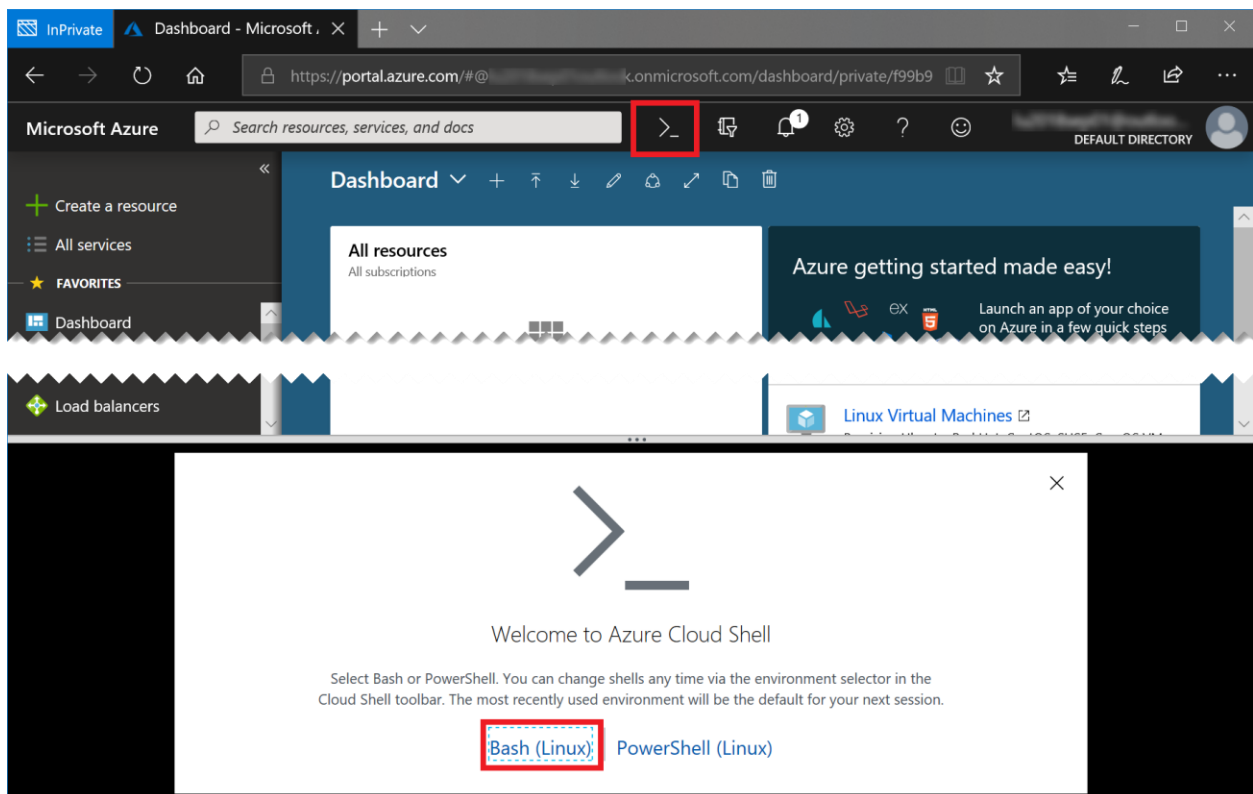 InPrivate
Dashboard - Microsoft
https://portal.azure.com/#@ k.onmicrosoft.com/dashboard/private/f99b9
Microsoft Azure
Search resources, services, and docs
>_
1
?
DEFAULT DIRECTORY
«
Dashboard
Create a resource
All services
FAVORITES
Dashboard
All resources
All subscriptions
Azure getting started made easy!
ex
HTML
5
Launch an app of your choice
on Azure in a few quick steps
Load balancers
Linux Virtual Machines
>_
Welcome to Azure Cloud Shell
Select Bash or PowerShell. You can change shells any time via the environment selector in the
Cloud Shell toolbar. The most recently used environment will be the default for your next session.
Bash (Linux)
PowerShell (Linux)